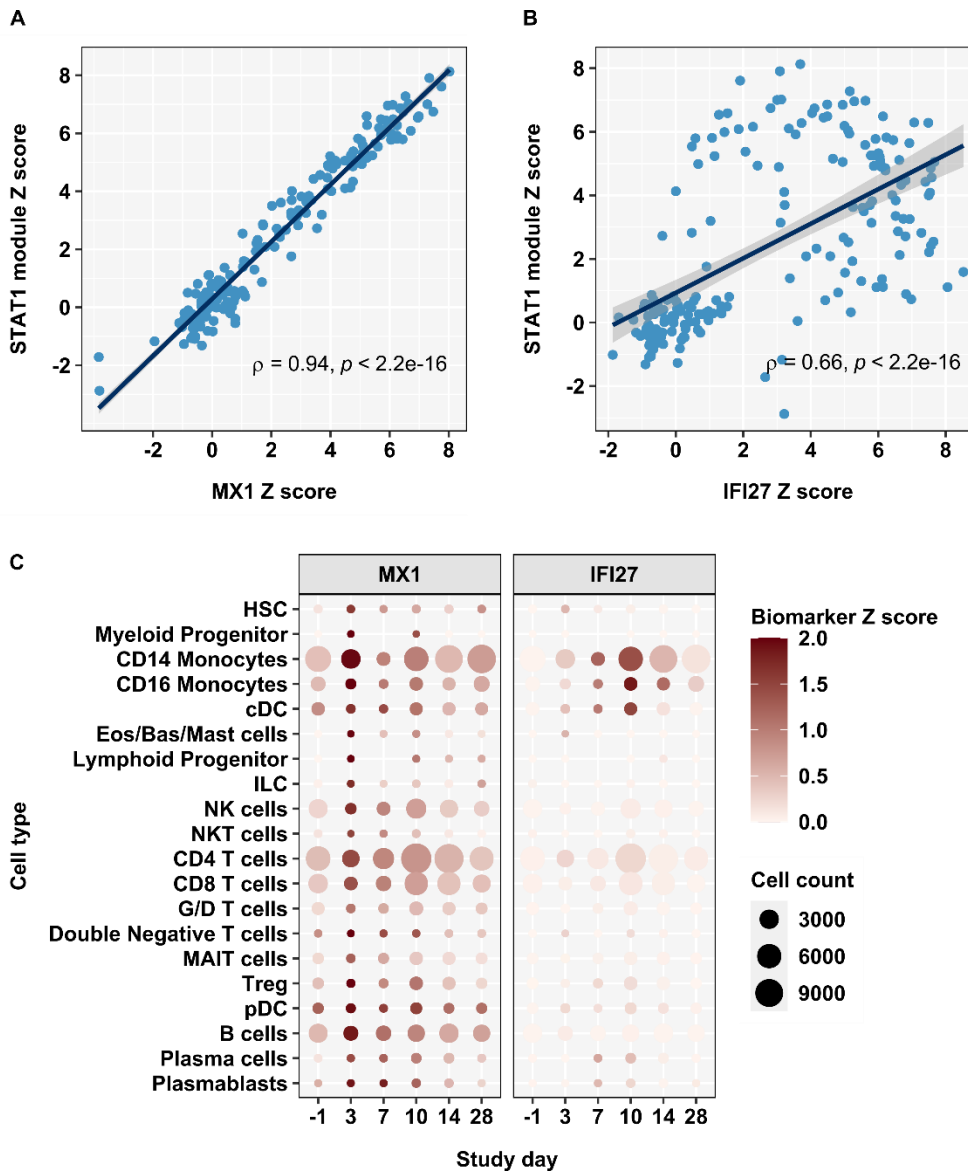 A
STAT1 module Z score
8
6
4
2
0
-2
-2 0 2 4 6 8
MX1 Z score
ρ = 0.94, p < 2.2e-16
B
STAT1 module Z score
8
6
4
2
0
-2
-2 0 2 4 6 8
IFI27 Z score
ρ = 0.66, p < 2.2e-16
C
MX1 IFI27
Cell type
HSC
Myeloid Progenitor
CD14 Monocytes
CD16 Monocytes
cDC
Eos/Bas/Mast cells
Lymphoid Progenitor
ILC
NK cells
NKT cells
CD4 T cells
CD8 T cells
G/D T cells
Double Negative T cells
MAIT cells
Treg
pDC
B cells
Plasma cells
Plasmablasts
-1 3 7 10 14 28 -1 3 7 10 14 28
Study day
Biomarker Z score
2.0
1.5
1.0
0.5
0.0
Cell count
3000
6000
9000